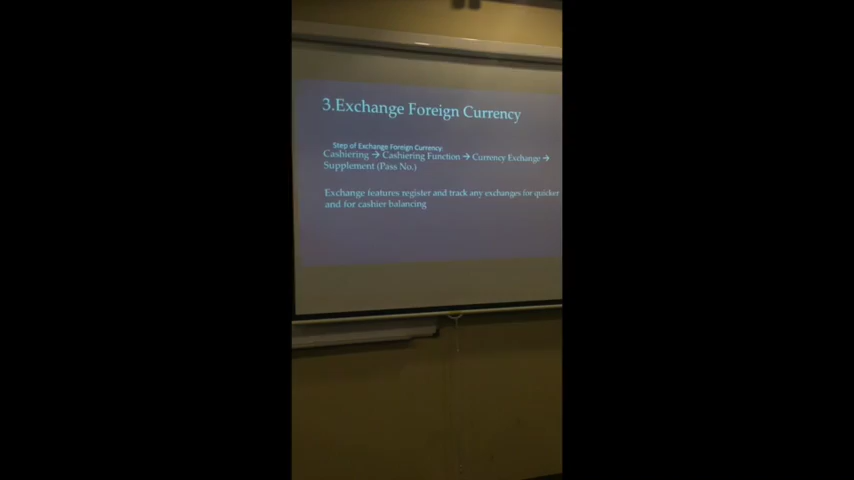 3.Exchange Foreign Currency
Step of Exchange Foreign Currency:
Cashiering → Cashiering Function → Currency Exchange →
Supplement (Pass No.)
Exchange features register and track any exchanges for quicker
and for cashier balancing